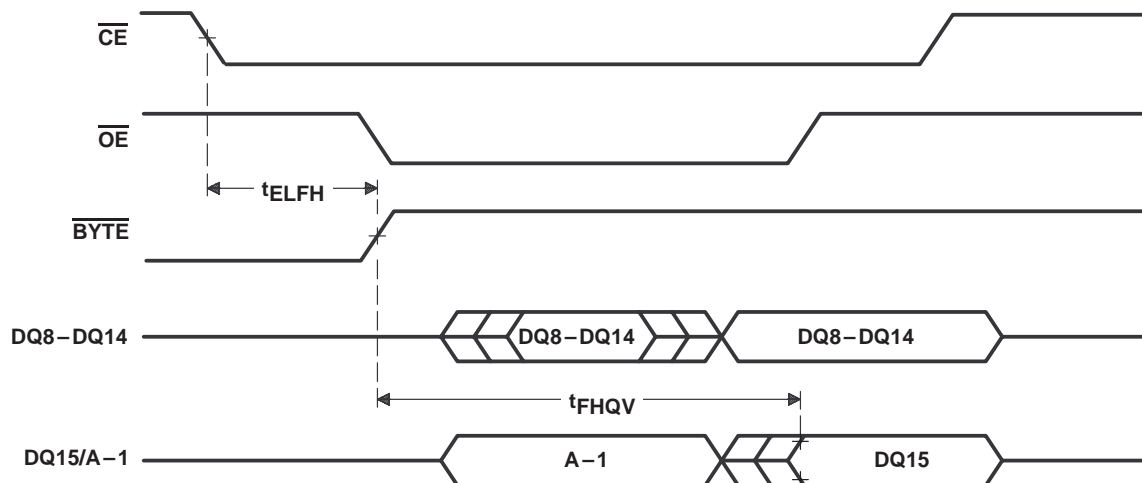 CE
OE
tELFH
BYTE
DQ8–DQ14 DQ8–DQ14 DQ8–DQ14
tFHQV
DQ15/A–1 A–1 DQ15